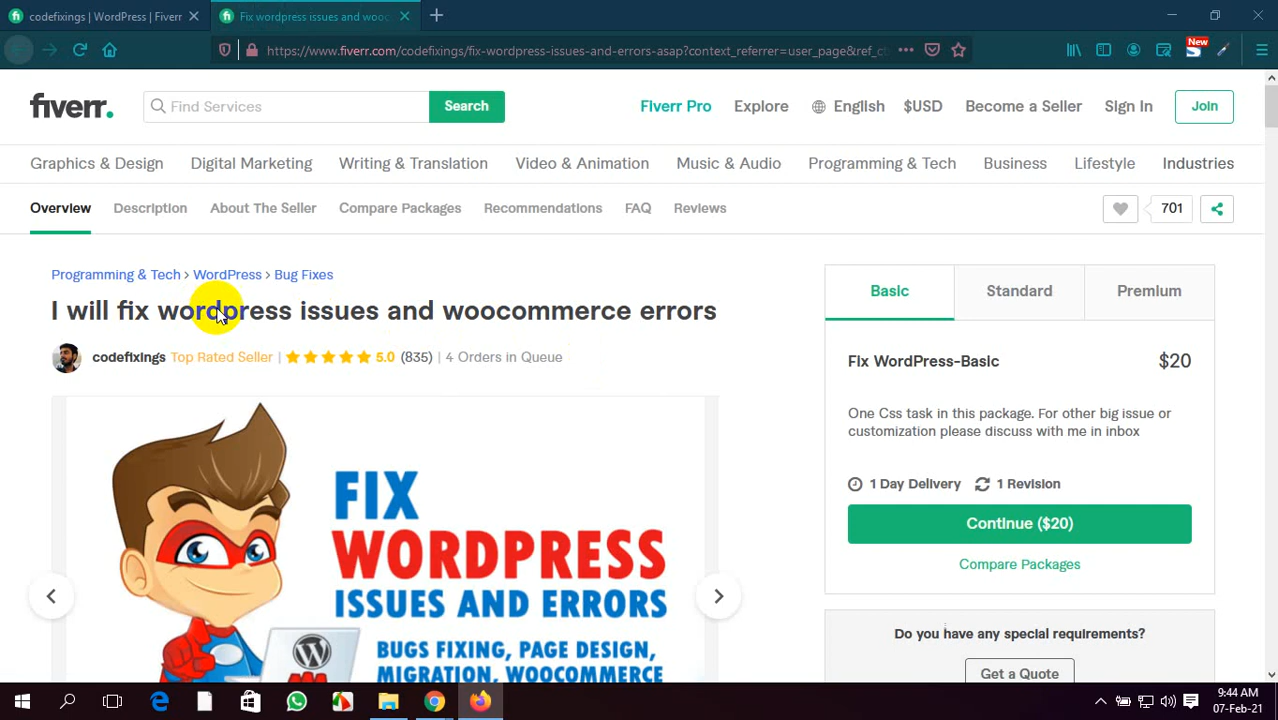 codefixings | WordPress | Fiverr
Fix wordpress issues and wooc
New
https://www.fiverr.com/codefixings/fix-wordpress-issues-and-errors-asap?context_referrer=user_page&ref_c
fiverr.
Find Services
Search
Fiverr Pro
Explore
English
$USD
Become a Seller
Sign In
Join
Graphics & Design
Digital Marketing
Writing & Translation
Video & Animation
Music & Audio
Programming & Tech
Business
Lifestyle
Industries
Overview
Description
About The Seller
Compare Packages
Recommendations
FAQ
Reviews
701
Programming & Tech > WordPress > Bug Fixes
I will fix wordpress issues and woocommerce errors
codefixings Top Rated Seller | 5.0 (835) | 4 Orders in Queue
FIX
WORDPRESS
ISSUES AND ERRORS
BUGS FIXING, PAGE DESIGN,
MIGRATION, WOOCOMMERCE
Basic
Standard
Premium
Fix WordPress-Basic
$20
One Css task in this package. For other big issue or
customization please discuss with me in inbox
1 Day Delivery
1 Revision
Continue ($20)
Compare Packages
Do you have any special requirements?
Get a Quote
9:44 AM
07-Feb-21